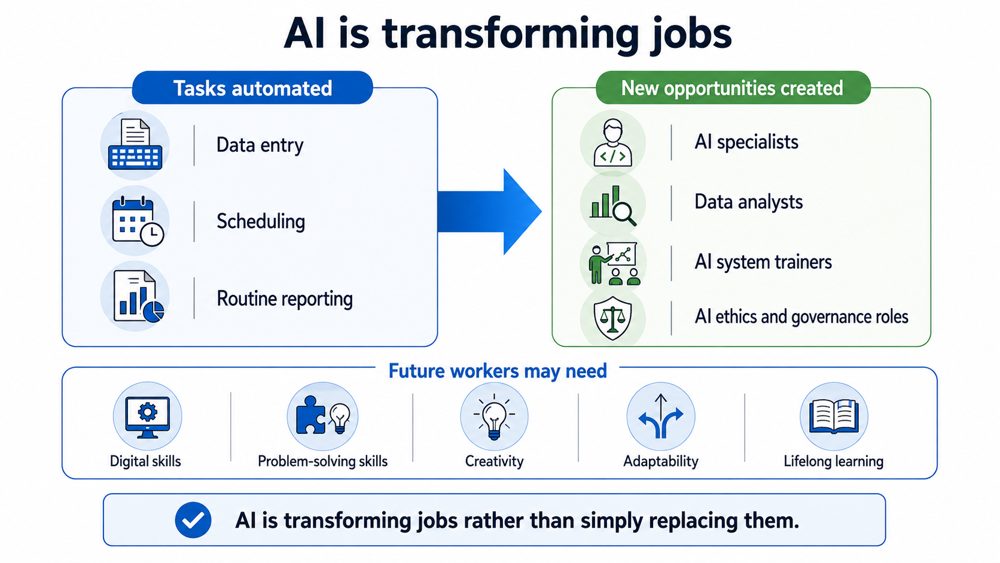 AI is transforming jobs
Tasks automated
Data entry
Scheduling
Routine reporting
New opportunities created
AI specialists
Data analysts
AI system trainers
AI ethics and governance roles
Future workers may need
Digital skills
Problem-solving skills
Creativity
Adaptability
Lifelong learning
AI is transforming jobs rather than simply replacing them.